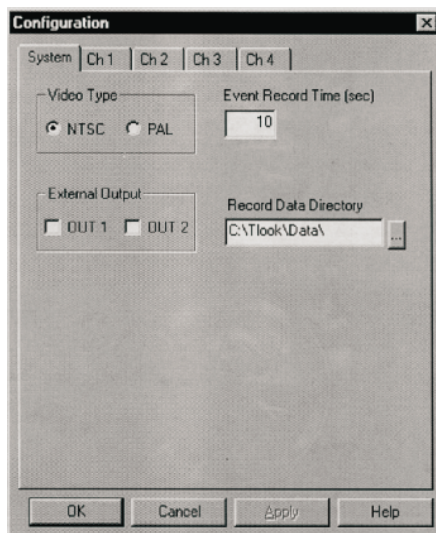 Configuration
System Ch 1 Ch 2 Ch 3 Ch 4
Video Type
NTSC PAL
Event Record Time (sec)
10
External Output
OUT 1 OUT 2
Record Data Directory
C:\Tlook\Data\
...
OK Cancel Apply Help